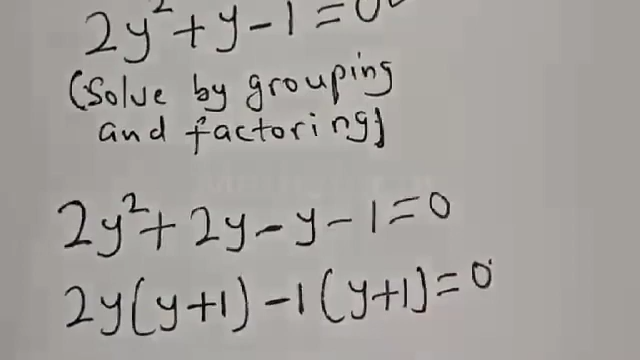 2y²+y-1=0
(Solve by grouping
and factoring)
2y²+2y-y-1=0
2y(y+1)-1(y+1)=0